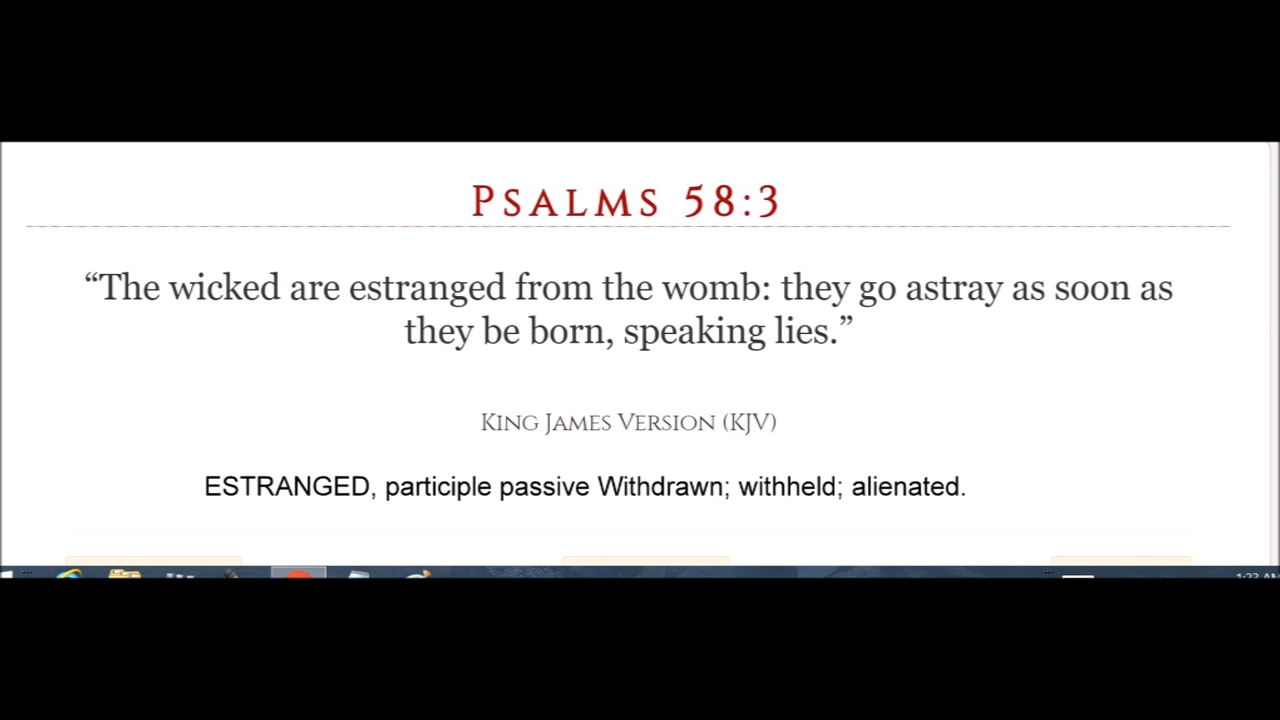 PSALMS 58:3
“The wicked are estranged from the womb: they go astray as soon as
they be born, speaking lies.”
KING JAMES VERSION (KJV)
ESTRANGED, participle passive Withdrawn; withheld; alienated.